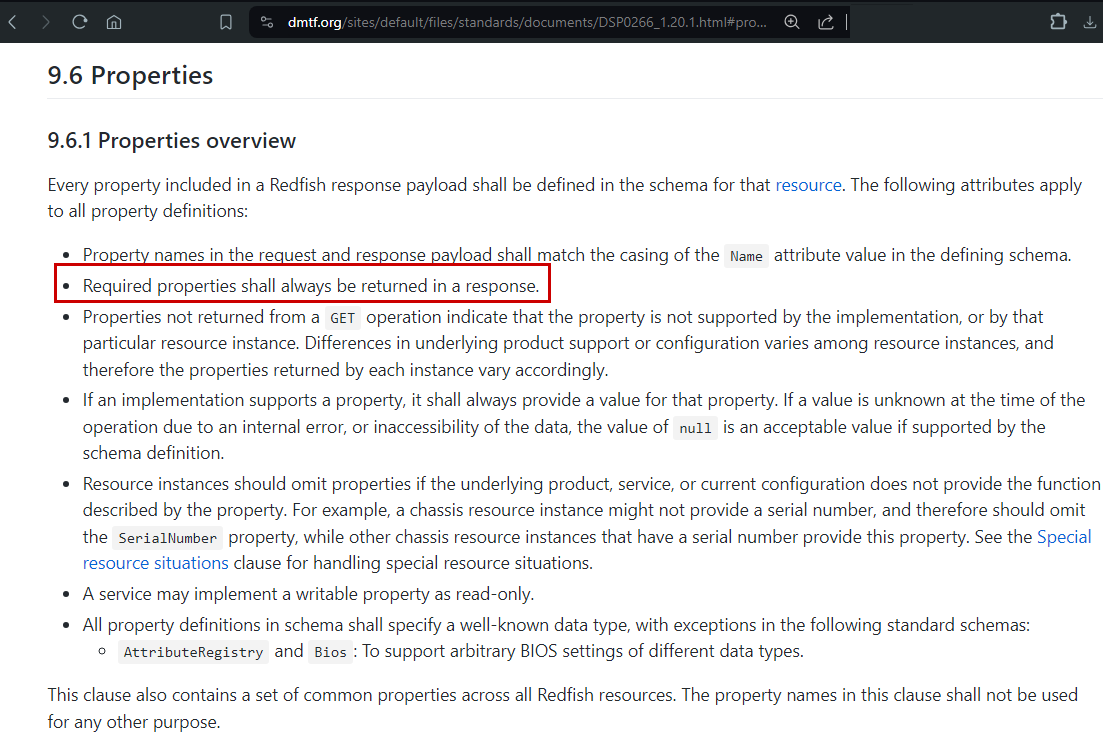 dmtf.org/sites/default/files/standards/documents/DSP0266_1.20.1.html#pro...
9.6 Properties
9.6.1 Properties overview
Every property included in a Redfish response payload shall be defined in the schema for that resource. The following attributes apply
to all property definitions:
• Property names in the request and response payload shall match the casing of the Name attribute value in the defining schema.
• Required properties shall always be returned in a response.
• Properties not returned from a GET operation indicate that the property is not supported by the implementation, or by that
particular resource instance. Differences in underlying product support or configuration varies among resource instances, and
therefore the properties returned by each instance vary accordingly.
• If an implementation supports a property, it shall always provide a value for that property. If a value is unknown at the time of the
operation due to an internal error, or inaccessibility of the data, the value of null is an acceptable value if supported by the
schema definition.
• Resource instances should omit properties if the underlying product, service, or current configuration does not provide the function
described by the property. For example, a chassis resource instance might not provide a serial number, and therefore should omit
the SerialNumber property, while other chassis resource instances that have a serial number provide this property. See the Special
resource situations clause for handling special resource situations.
• A service may implement a writable property as read-only.
• All property definitions in schema shall specify a well-known data type, with exceptions in the following standard schemas:
◦ AttributeRegistry and Bios : To support arbitrary BIOS settings of different data types.
This clause also contains a set of common properties across all Redfish resources. The property names in this clause shall not be used
for any other purpose.